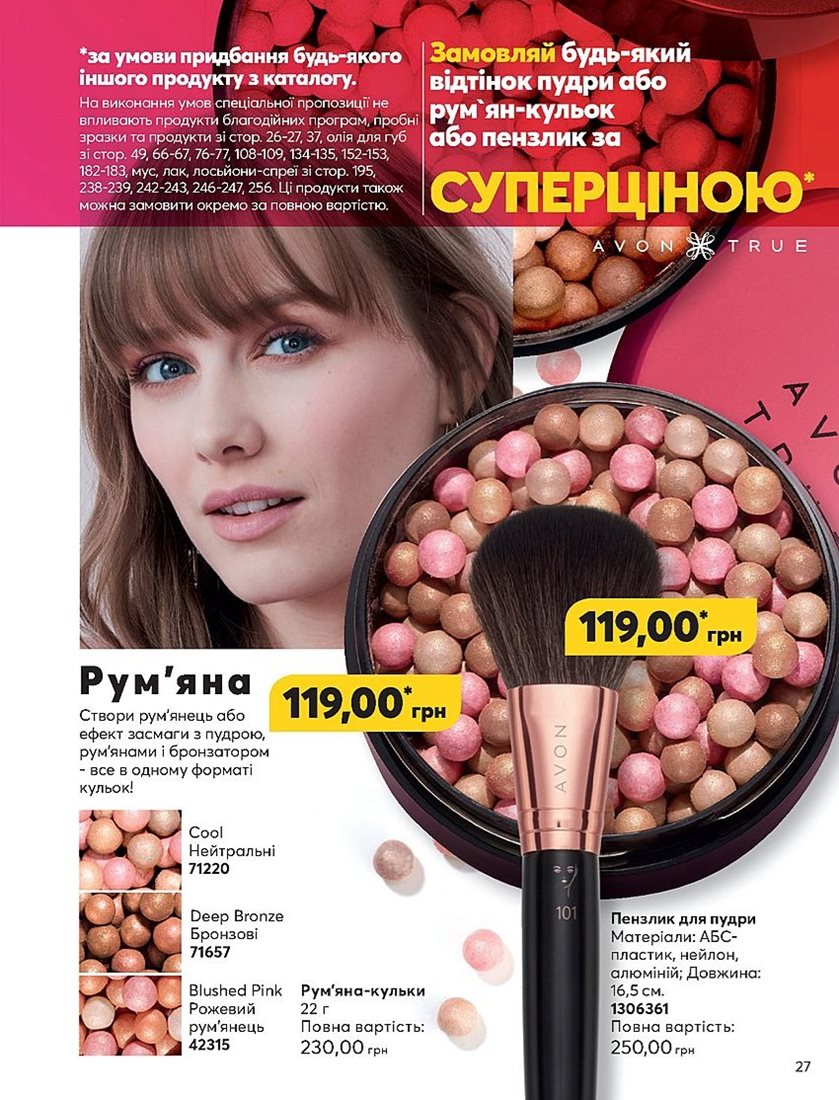 *за умови придбання будь-якого
іншого продукту з каталогу.
На виконання умов спеціальної пропозиції не
впливають продукти благодійних програм, пробні
зразки та продукти зі стор. 26-27, 37, олія для губ
зі стор. 49, 66-67, 76-77, 108-109, 134-135, 152-153,
182-183, мус, лак, лосьйони-спреї зі стор. 195,
238-239, 242-243, 246-247, 256. Ці продукти також
можна замовити окремо за повною вартістю.
Замовляй будь-який
відтінок пудри або
рум`ян-кульок
або пензлик за
СУПЕРЦІНОЮ*
AVON TRUE
AVON
TRUE
119,00* грн
Рум’яна
119,00* грн
Створи рум’янець або
ефект засмаги з пудрою,
рум’янами і бронзатором
- все в одному форматі
кульок!
AVON
101
Cool
Нейтральні
71220
Deep Bronze
Бронзові
71657
Blushed Pink
Рожевий
рум’янець
42315
Рум’яна-кульки
22 г
Повна вартість:
230,00 грн
Пензлик для пудри
Матеріали: АБС-
пластик, нейлон,
алюміній; Довжина:
16,5 см.
1306361
Повна вартість:
250,00 грн
27